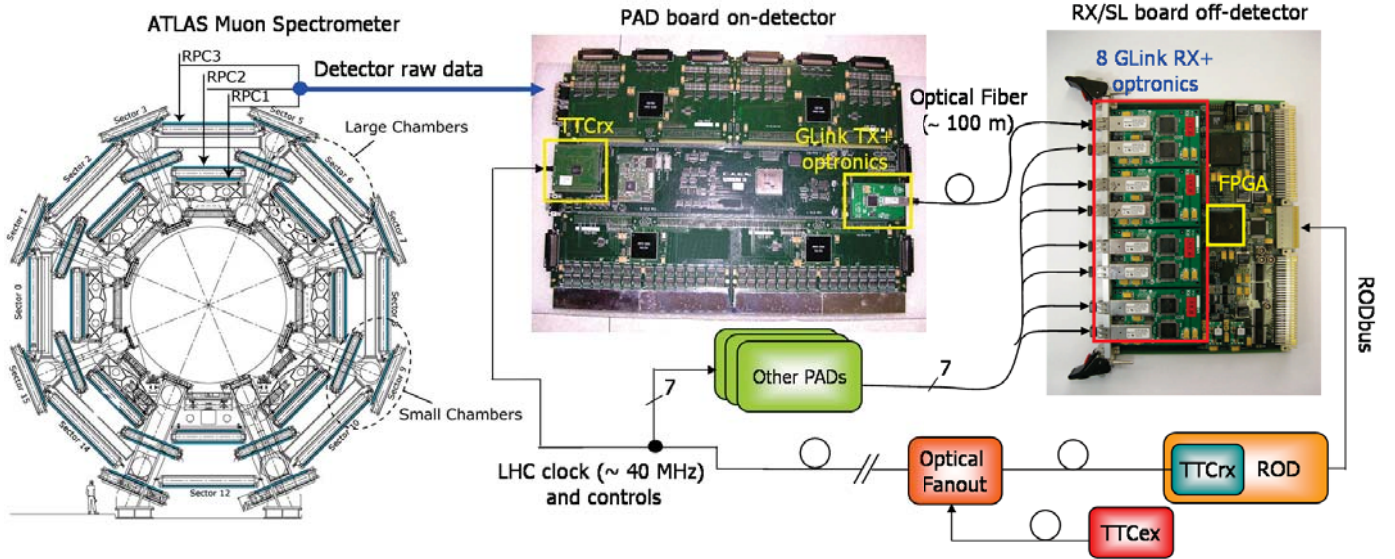 ATLAS Muon Spectrometer
PAD board on-detector
RX/SL board off-detector
RPC3
RPC2
RPC1
Detector raw data
Large Chambers
Small Chambers
Sector 3
Sector 5
Sector 2
Sector 6
Sector 1
Sector 7
Sector 0
Sector 15
Sector 14
Sector 12
Sector 10
TTCrx
GLink TX+
optronics
Optical Fiber
(~ 100 m)
8 GLink RX+
optronics
FPGA
RODbus
Other PADs
7
7
LHC clock (~ 40 MHz)
and controls
Optical
Fanout
TTCrx
ROD
TTCex